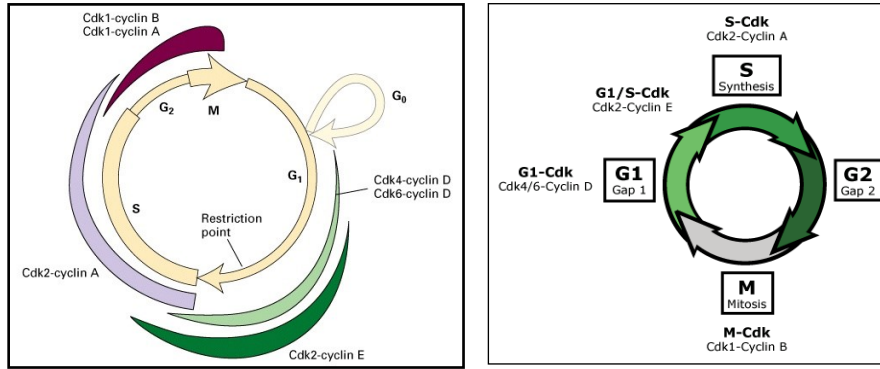 Cdk1-cyclin B
Cdk1-cyclin A
G2
M
G0
G1
Cdk4-cyclin D
Cdk6-cyclin D
S
Restriction
point
Cdk2-cyclin A
Cdk2-cyclin E
S-Cdk
Cdk2-Cyclin A
S
Synthesis
G1/S-Cdk
Cdk2-Cyclin E
G1-Cdk
Cdk4/6-Cyclin D
G1
Gap 1
G2
Gap 2
M
Mitosis
M-Cdk
Cdk1-Cyclin B